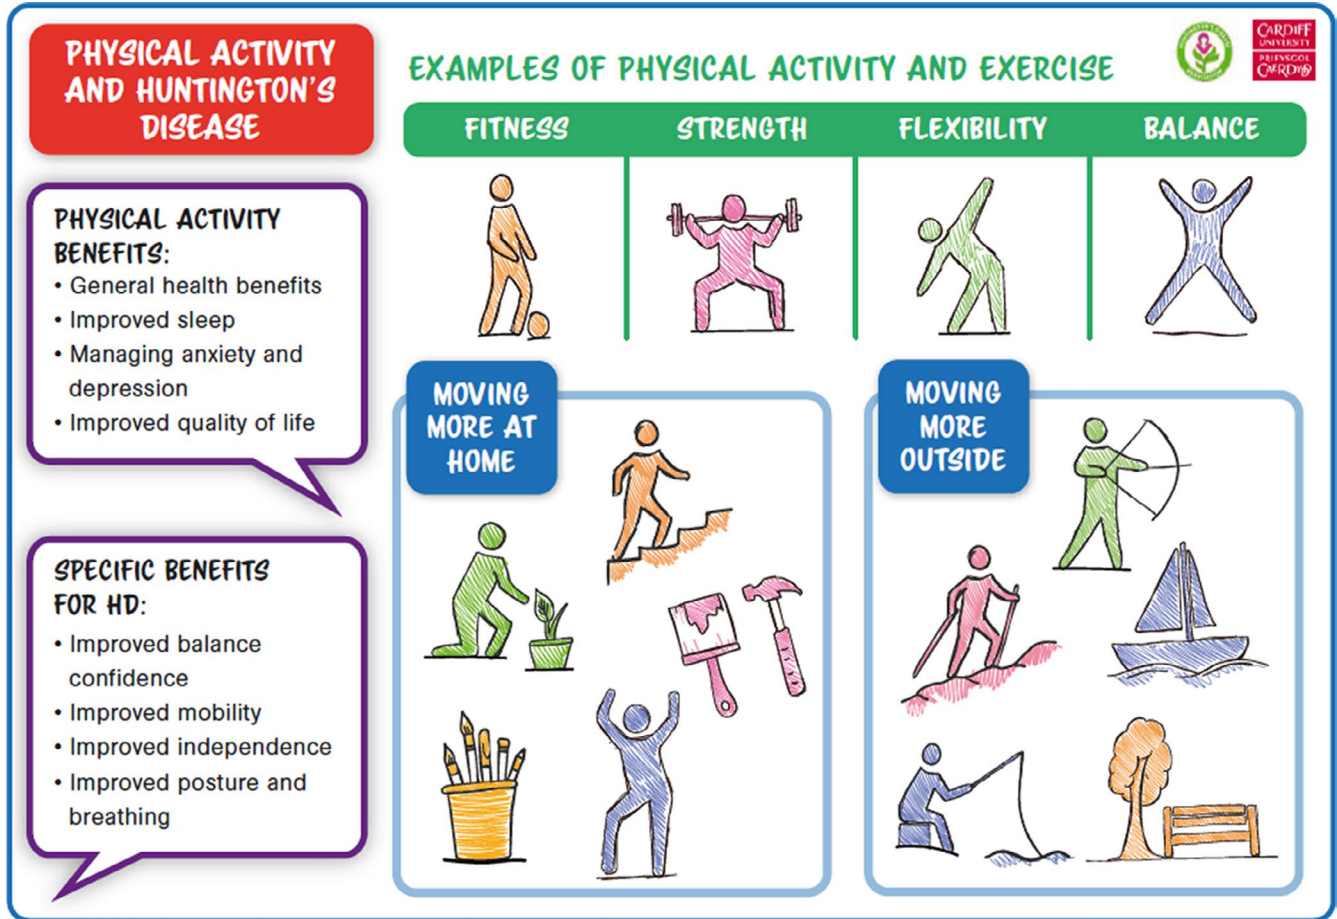 PHYSICAL ACTIVITY
AND HUNTINGTON'S
DISEASE
EXAMPLES OF PHYSICAL ACTIVITY AND EXERCISE
CARDIFF
UNIVERSITY
PRIFYSGOL
CAERDYDD
FITNESS
STRENGTH
FLEXIBILITY
BALANCE
PHYSICAL ACTIVITY
BENEFITS:
• General health benefits
• Improved sleep
• Managing anxiety and
depression
• Improved quality of life
SPECIFIC BENEFITS
FOR HD:
• Improved balance
confidence
• Improved mobility
• Improved independence
• Improved posture and
breathing
MOVING
MORE AT
HOME
MOVING
MORE
OUTSIDE